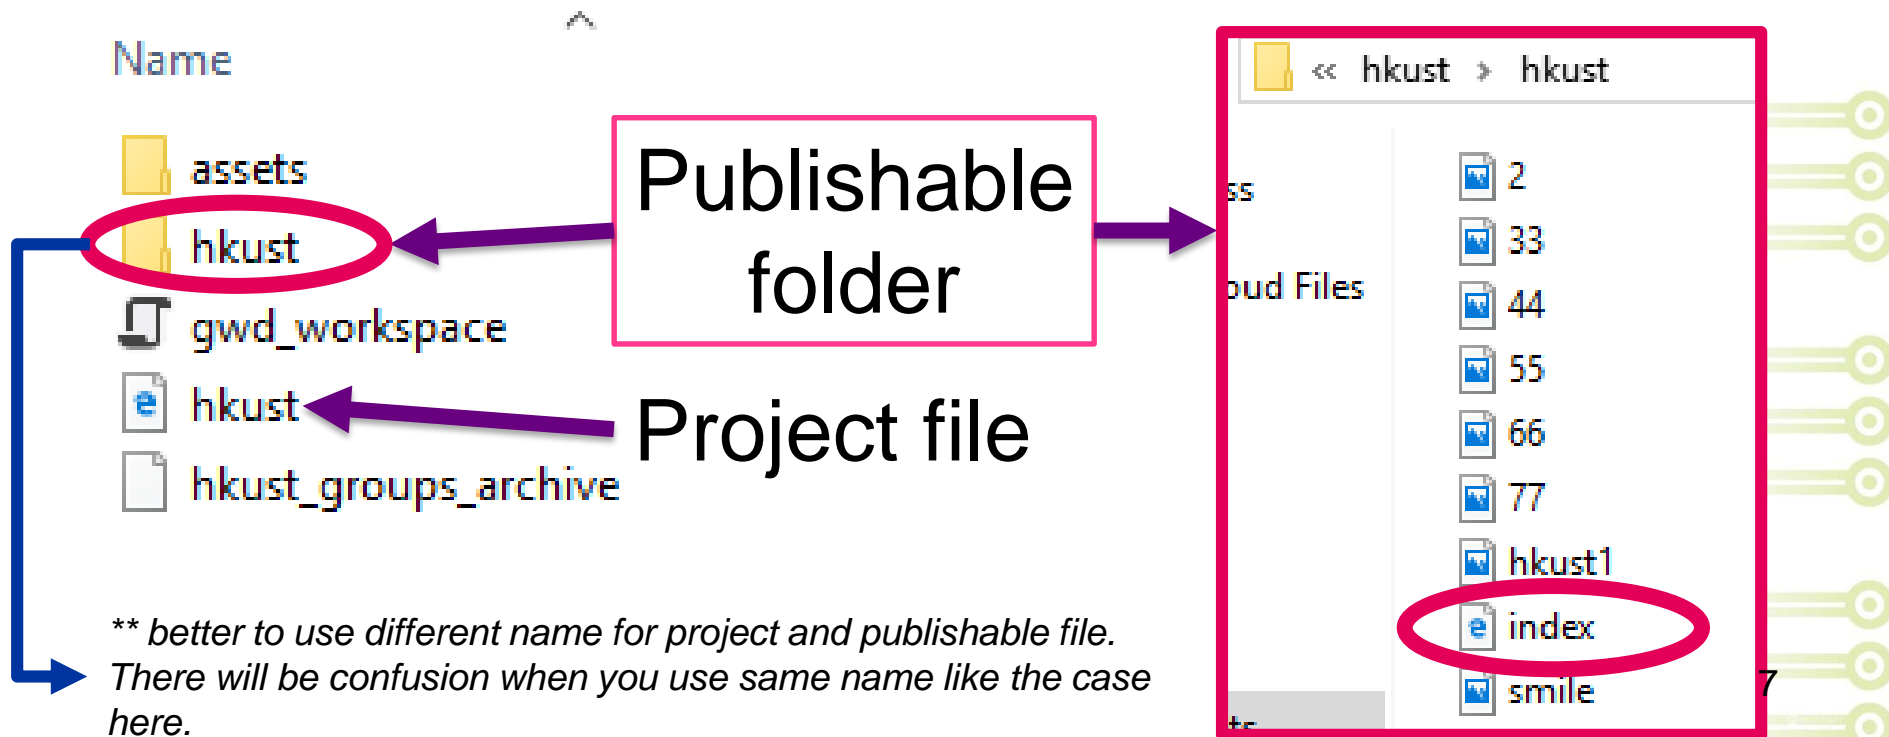 Name
assets
hkust
gwd_workspace
hkust
hkust_groups_archive
Publishable
folder
Project file
** better to use different name for project and publishable file.
There will be confusion when you use same name like the case
here.
« hkust › hkust
ss
oud Files
ts
2
33
44
55
66
77
hkust1
index
smile
7